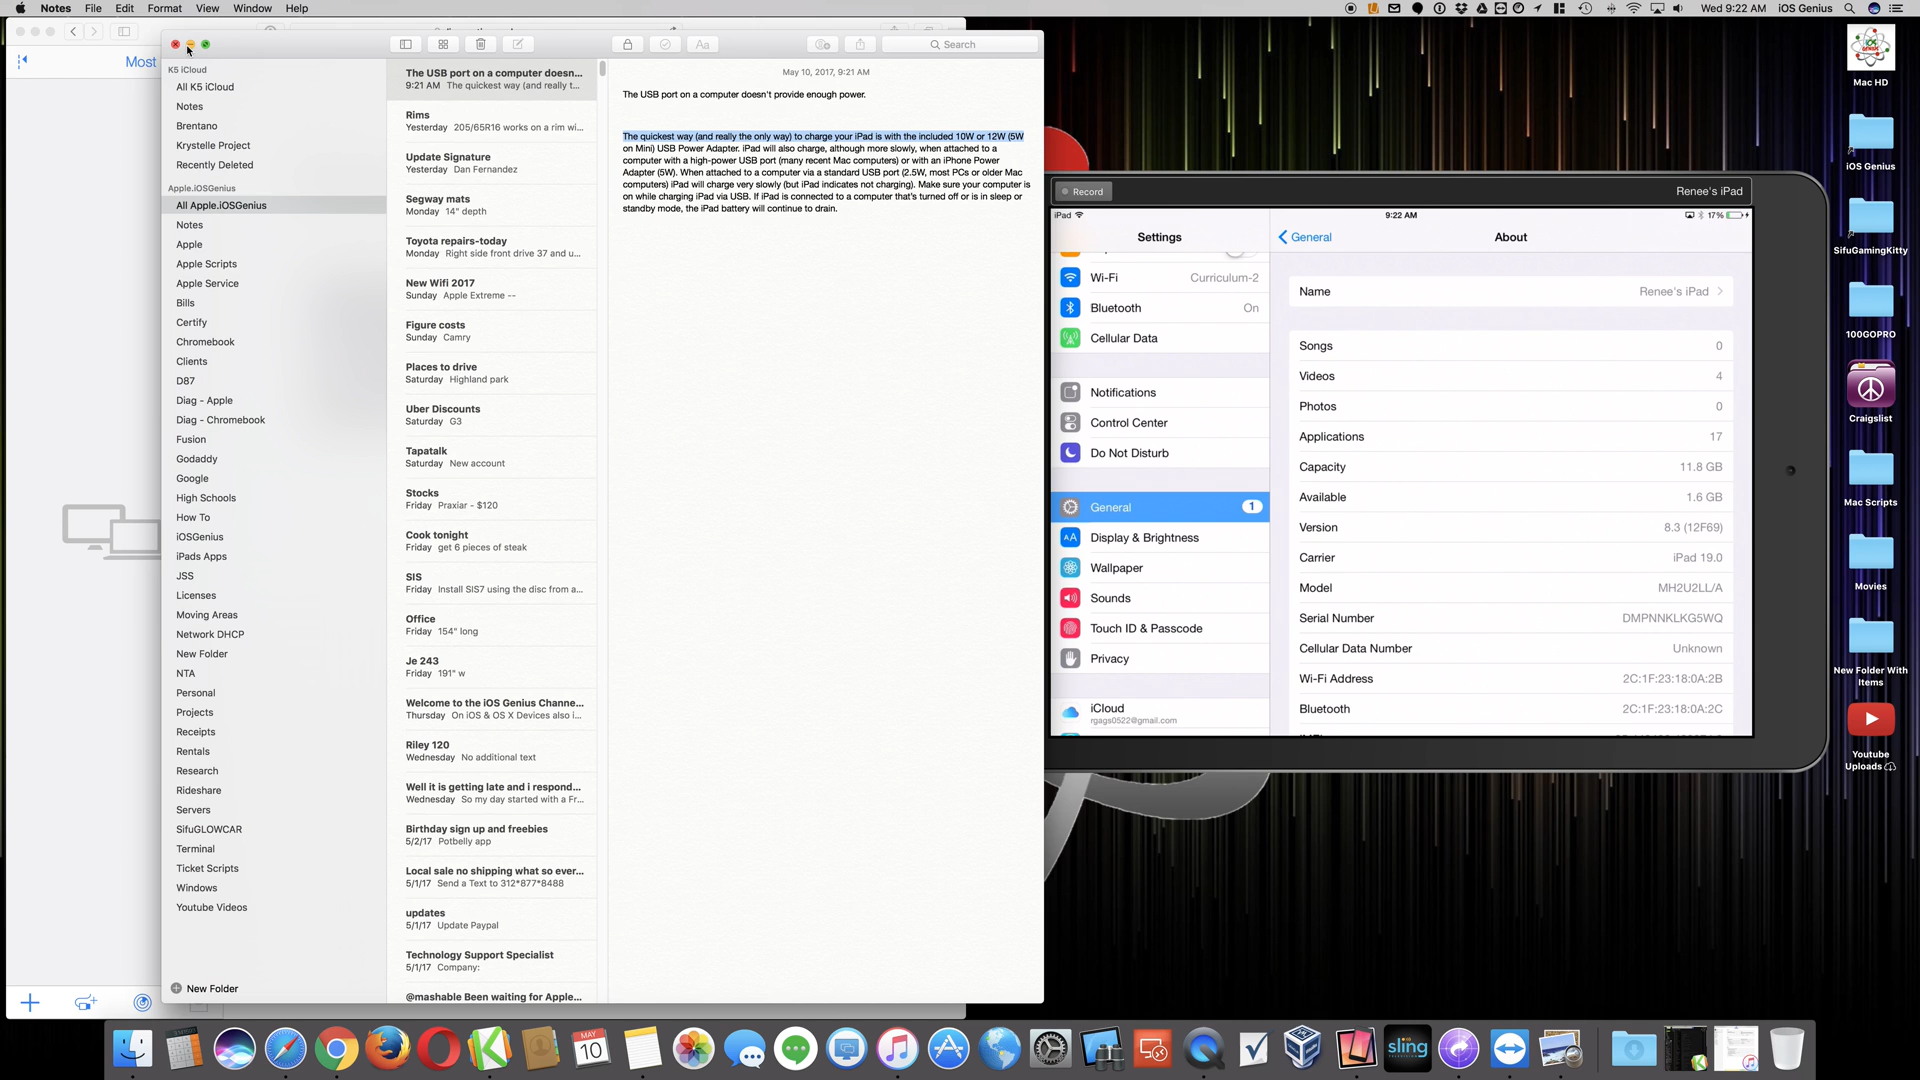 Notes File Edit Format View Window Help
Wed 9:22 AM iOS Genius
Most
Search
K5 iCloud
All K5 iCloud
Notes
Brentano
Krystelle Project
Recently Deleted
Apple.iOSGenius
All Apple.iOSGenius
Notes
Apple
Apple Scripts
Apple Service
Bills
Certify
Chromebook
Clients
D87
Diag - Apple
Diag - Chromebook
Fusion
Godaddy
Google
High Schools
How To
iOSGenius
iPads Apps
JSS
Licenses
Moving Areas
Network DHCP
New Folder
NTA
Personal
Projects
Receipts
Rentals
Research
Rideshare
Servers
SifuGLOWCAR
Terminal
Ticket Scripts
Windows
Youtube Videos
New Folder
The USB port on a computer doesn...
9:21 AM The quickest way (and really t...
Rims
Yesterday 205/65R16 works on a rim wi...
Update Signature
Yesterday Dan Fernandez
Segway mats
Monday 14" depth
Toyota repairs-today
Monday Right side front drive 37 and u...
New Wifi 2017
Sunday Apple Extreme --
Figure costs
Sunday Camry
Places to drive
Saturday Highland park
Uber Discounts
Saturday G3
Tapatalk
Saturday New account
Stocks
Friday Praxiar - $120
Cook tonight
Friday get 6 pieces of steak
SIS
Friday Install SIS7 using the disc from a...
Office
Friday 154" long
Je 243
Friday 191" w
Welcome to the iOS Genius Channe...
Thursday On iOS & OS X Devices also i...
Riley 120
Wednesday No additional text
Well it is getting late and i respond...
Wednesday So my day started with a Fr...
Birthday sign up and freebies
5/2/17 Potbelly app
Local sale no shipping what so ever...
5/1/17 Send a Text to 312*877*8488
updates
5/1/17 Update Paypal
Technology Support Specialist
5/1/17 Company:
@mashable Been waiting for Apple...
May 10, 2017, 9:21 AM
The USB port on a computer doesn't provide enough power.
The quickest way (and really the only way) to charge your iPad is with the included 10W or 12W (5W
on Mini) USB Power Adapter. iPad will also charge, although more slowly, when attached to a
computer with a high-power USB port (many recent Mac computers) or with an iPhone Power
Adapter (5W). When attached to a computer via a standard USB port (2.5W, most PCs or older Mac
computers) iPad will charge very slowly (but iPad indicates not charging). Make sure your computer is
on while charging iPad via USB. If iPad is connected to a computer that's turned off or is in sleep or
standby mode, the iPad battery will continue to drain.
Record
Renee's iPad
iPad 9:22 AM 17%
Settings
Wi-Fi Curriculum-2
Bluetooth On
Cellular Data
Notifications
Control Center
Do Not Disturb
General 1
Display & Brightness
Wallpaper
Sounds
Touch ID & Passcode
Privacy
iCloud
rgags0522@gmail.com
General About
Name Renee's iPad
Songs 0
Videos 4
Photos 0
Applications 17
Capacity 11.8 GB
Available 1.6 GB
Version 8.3 (12F69)
Carrier iPad 19.0
Model MH2U2LL/A
Serial Number DMPNNKLKG5WQ
Cellular Data Number Unknown
Wi-Fi Address 2C:1F:23:18:0A:2B
Bluetooth 2C:1F:23:18:0A:2C
Mac HD
iOS Genius
SifuGamingKitty
100GOPRO
Craigslist
Mac Scripts
Movies
New Folder With
Items
Youtube
Uploads
MAY
10
sling